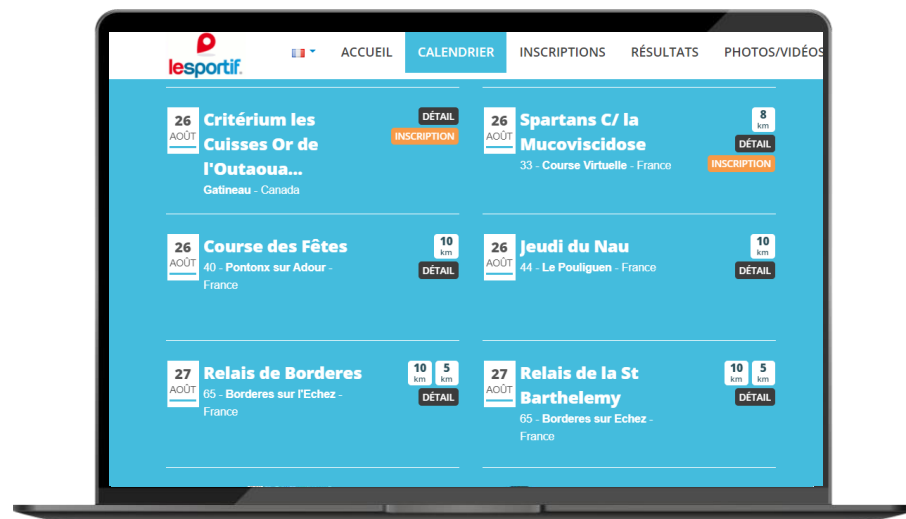 lesportif.
ACCUEIL
CALENDRIER
INSCRIPTIONS
RÉSULTATS
PHOTOS/VIDÉOS
26
AOÛT
Critérium les
Cuisses Or de
l'Outaoua...
Gatineau - Canada
DÉTAIL
INSCRIPTION
26
AOÛT
Spartans C/ la
Mucoviscidose
33 - Course Virtuelle - France
8
km
DÉTAIL
INSCRIPTION
26
AOÛT
Course des Fêtes
40 - Pontonx sur Adour -
France
10
km
DÉTAIL
26
AOÛT
Jeudi du Nau
44 - Le Pouliguen - France
10
km
DÉTAIL
27
AOÛT
Relais de Borderes
65 - Borderes sur l'Echez -
France
10 5
km km
DÉTAIL
27
AOÛT
Relais de la St
Barthelemy
65 - Borderes sur Echez -
France
10 5
km km
DÉTAIL